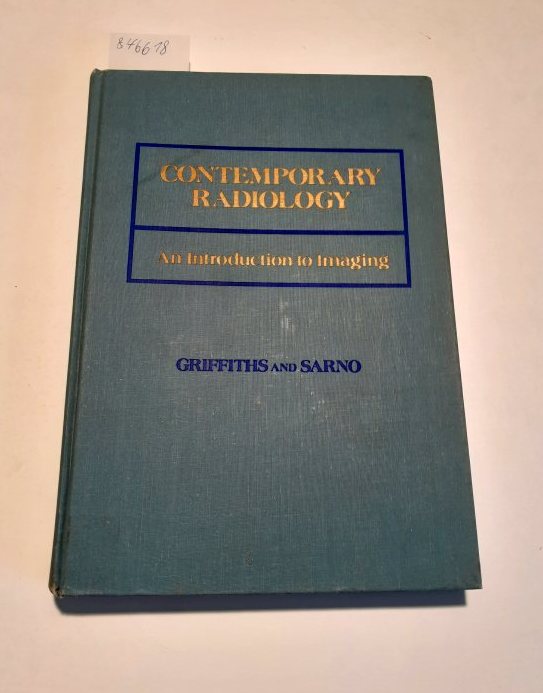 846618
CONTEMPORARY
RADIOLOGY
An Introduction to Imaging
GRIFFITHS AND SARNO